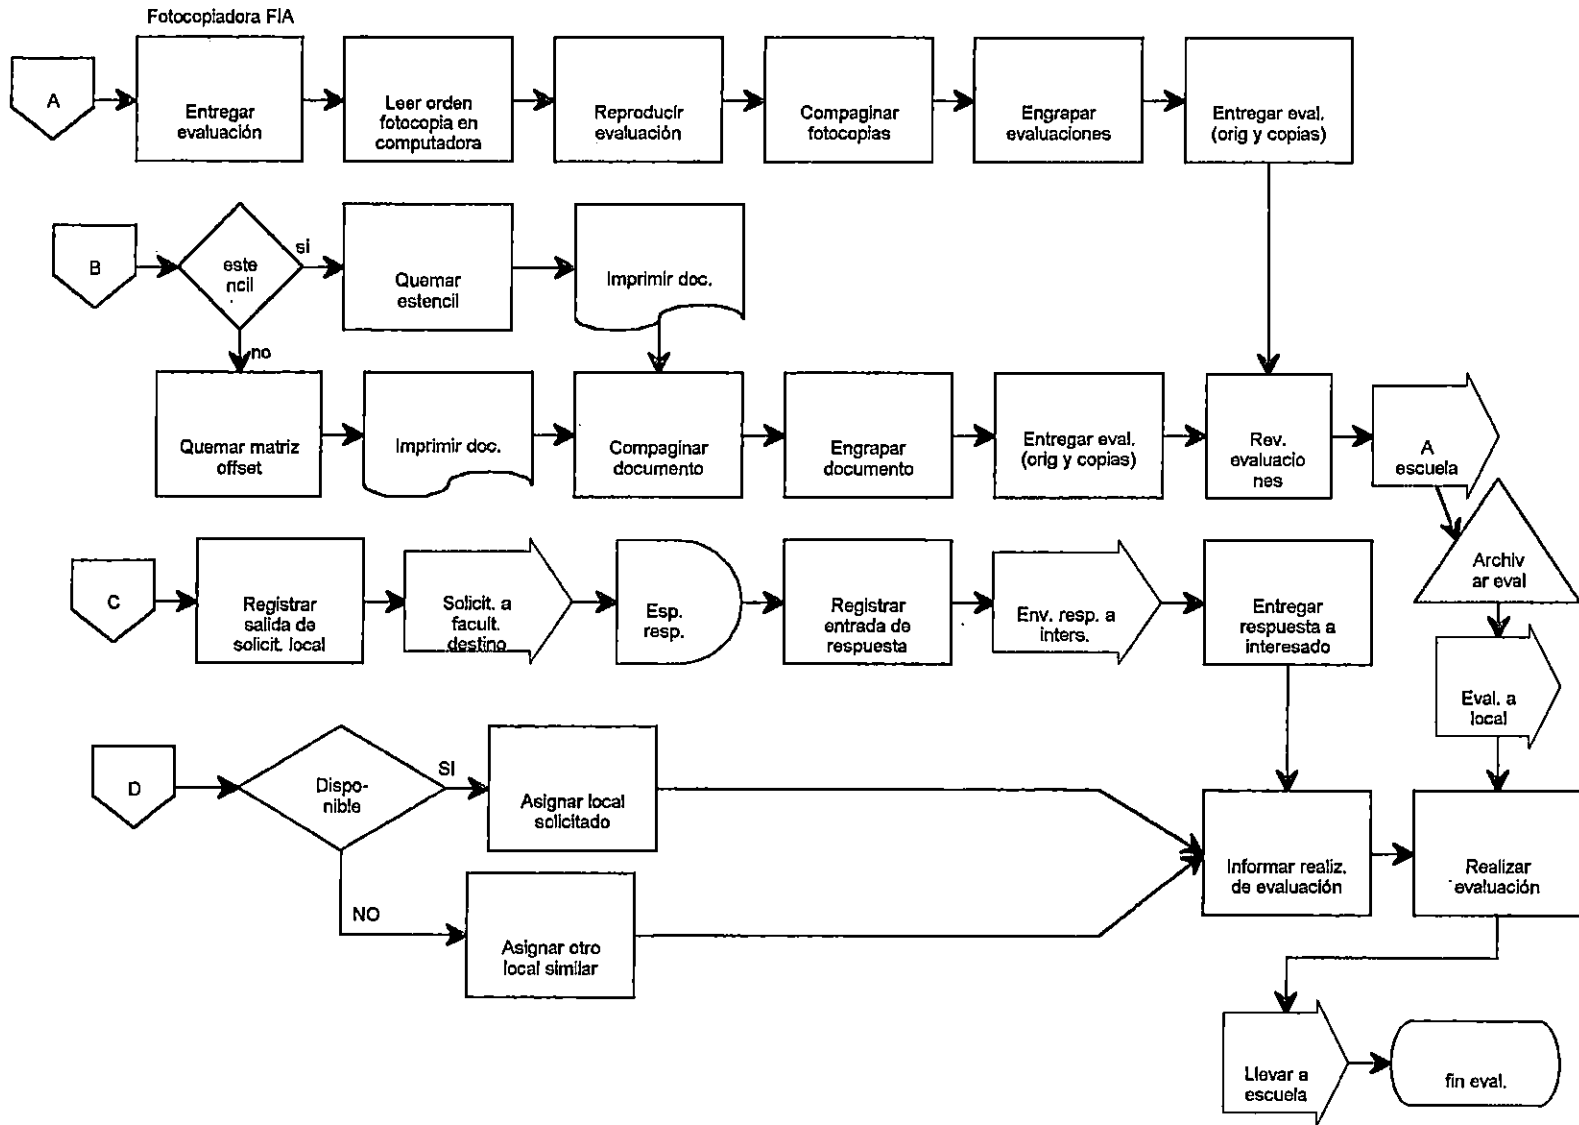 Fotocopiadora FIA
A
Entregar
evaluación
Leer orden
fotocopia en
computadora
Reproducir
evaluación
Compaginar
fotocopias
Engrapar
evaluaciones
Entregar eval.
(orig y copias)
B
este
ncil
si
no
Quemar
estencil
Imprimir doc.
Quemar matriz
offset
Imprimir doc.
Compaginar
documento
Engrapar
documento
Entregar eval.
(orig y copias)
Rev.
evaluacio
nes
A
escuela
Archiv
ar eval
C
Registrar
salida de
solicit. local
Solicit. a
facult.
destino
Esp.
resp.
Registrar
entrada de
respuesta
Env. resp. a
inters.
Entregar
respuesta a
interesado
Eval. a
local
D
Dispo-
nible
SI
NO
Asignar local
solicitado
Asignar otro
local similar
Informar realiz.
de evaluación
Realizar
evaluación
Llevar a
escuela
fin eval.